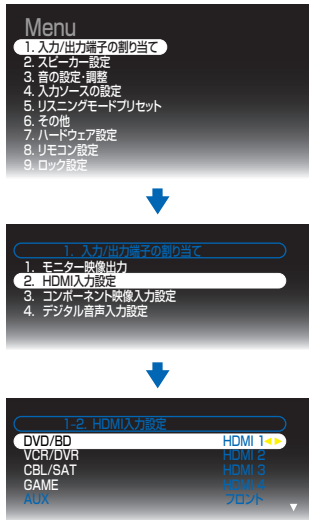 Menu
1. 入力/出力端子の割り当て
2. スピーカー設定
3. 音の設定・調整
4. 入力ソースの設定
5. リスニングモードプリセット
6. その他
7. ハードウェア設定
8. リモコン設定
9. ロック設定
1. 入力/出力端子の割り当て
1. モニター映像出力
2. HDMI入力設定
3. コンポーネント映像入力設定
4. デジタル音声入力設定
1-2. HDMI入力設定
DVD/BD HDMI 1
VCR/DVR HDMI 2
CBL/SAT HDMI 3
GAME HDMI 4
AUX フロント